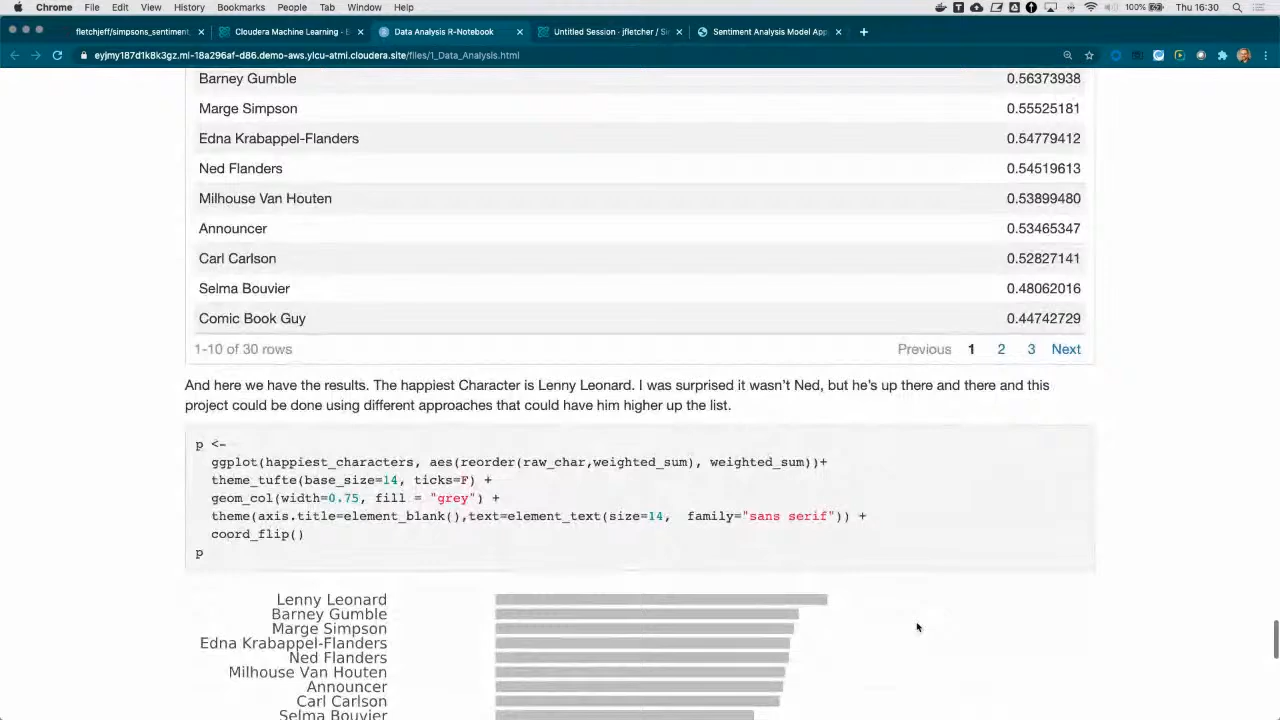 Chrome File Edit View History Bookmarks People Tab Window Help 100% Thu 16:30
fletchjeff/simpsons_sentiment Cloudera Machine Learning - E Data Analysis R-Notebook Untitled Session - jfletcher / Si Sentiment Analysis Model App
eyjmy187d1k8k3gz.ml-18a296af-d86.demo-aws.ylcu-atmi.cloudera.site/files/1_Data_Analysis.html
Barney Gumble 0.56373938
Marge Simpson 0.55525181
Edna Krabappel-Flanders 0.54779412
Ned Flanders 0.54519613
Milhouse Van Houten 0.53899480
Announcer 0.53465347
Carl Carlson 0.52827141
Selma Bouvier 0.48062016
Comic Book Guy 0.44742729
1-10 of 30 rows Previous 1 2 3 Next
And here we have the results. The happiest Character is Lenny Leonard. I was surprised it wasn't Ned, but he's up there and there and this
project could be done using different approaches that could have him higher up the list.
p <-
ggplot(happiest_characters, aes(reorder(raw_char,weighted_sum), weighted_sum))+
theme_tufte(base_size=14, ticks=F) +
geom_col(width=0.75, fill = "grey") +
theme(axis.title=element_blank(),text=element_text(size=14, family="sans serif")) +
coord_flip()
p
Lenny Leonard
Barney Gumble
Marge Simpson
Edna Krabappel-Flanders
Ned Flanders
Milhouse Van Houten
Announcer
Carl Carlson
Selma Bouvier